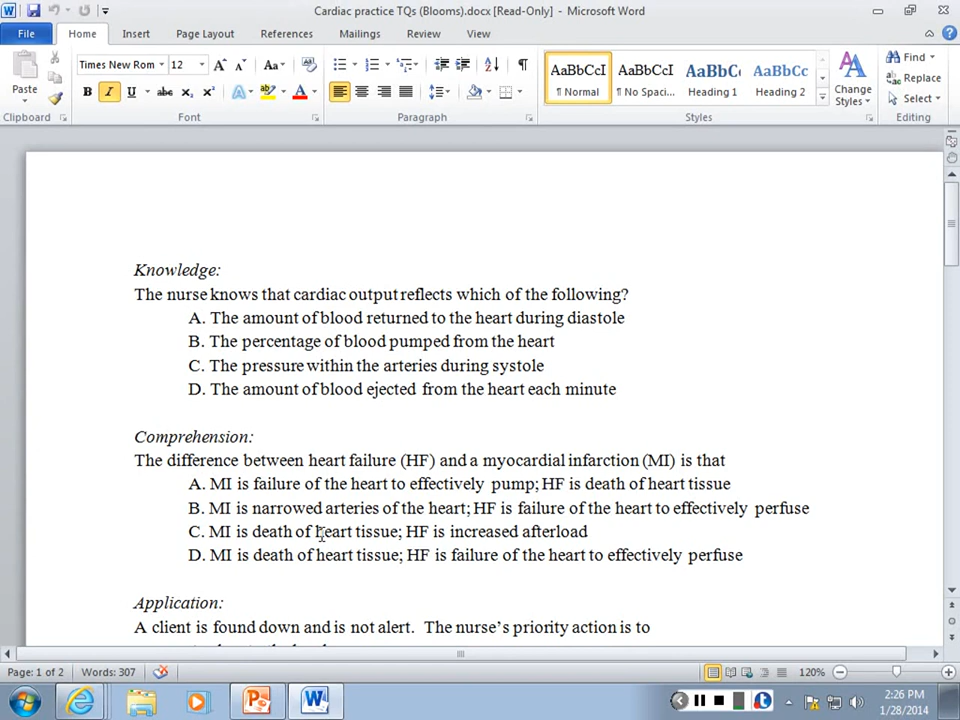 Cardiac practice TQs (Blooms).docx [Read-Only] - Microsoft Word
File Home Insert Page Layout References Mailings Review View
Times New Rom 12 Aa AaBbCcI AaBbCcI AaBbCc AaBbCc Find
Paste Replace
B I U abc x₂ x² A ab A ¶ Normal ¶ No Spaci... Heading 1 Heading 2 Change Styles Select
Clipboard Font Paragraph Styles Editing
Knowledge:
The nurse knows that cardiac output reflects which of the following?
A. The amount of blood returned to the heart during diastole
B. The percentage of blood pumped from the heart
C. The pressure within the arteries during systole
D. The amount of blood ejected from the heart each minute
Comprehension:
The difference between heart failure (HF) and a myocardial infarction (MI) is that
A. MI is failure of the heart to effectively pump; HF is death of heart tissue
B. MI is narrowed arteries of the heart; HF is failure of the heart to effectively perfuse
C. MI is death of heart tissue; HF is increased afterload
D. MI is death of heart tissue; HF is failure of the heart to effectively perfuse
Application:
A client is found down and is not alert. The nurse's priority action is to
Page: 1 of 2 Words: 307 120%
2:26 PM
1/28/2014